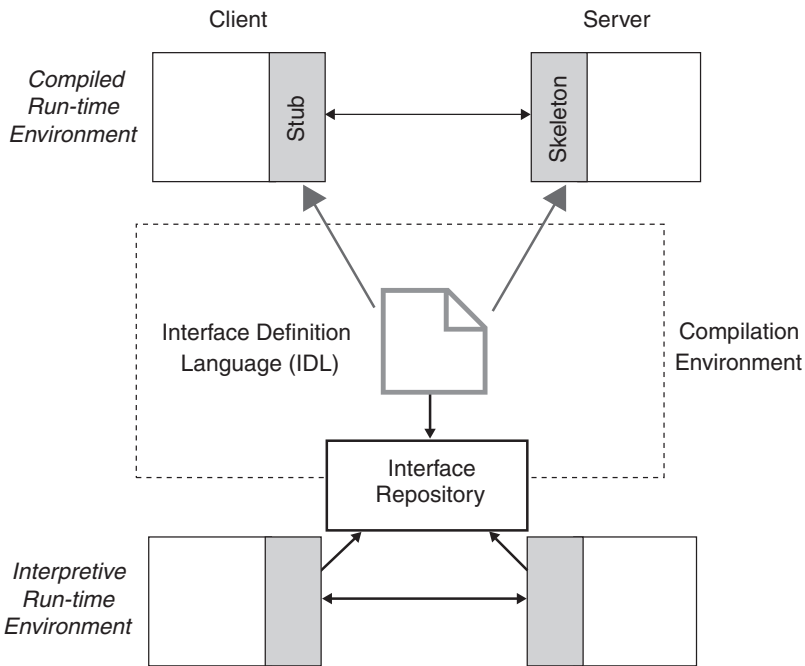 Client
Server
Compiled
Run-time
Environment
Stub
Skeleton
Interface Definition
Language (IDL)
Compilation
Environment
Interface
Repository
Interpretive
Run-time
Environment